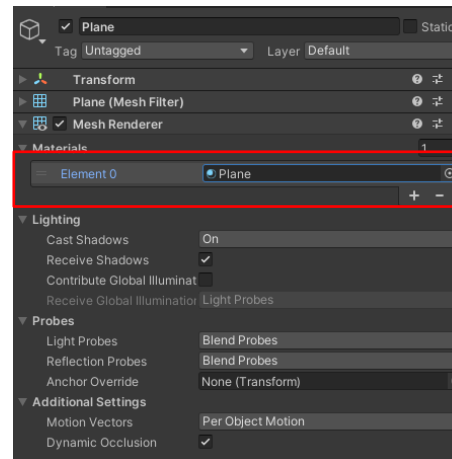 Plane Static
Tag Untagged Layer Default
Transform
Plane (Mesh Filter)
Mesh Renderer
Materials 1
Element 0 Plane
+ −
Lighting
Cast Shadows On
Receive Shadows
Contribute Global Illuminat
Receive Global Illumination Light Probes
Probes
Light Probes Blend Probes
Reflection Probes Blend Probes
Anchor Override None (Transform)
Additional Settings
Motion Vectors Per Object Motion
Dynamic Occlusion